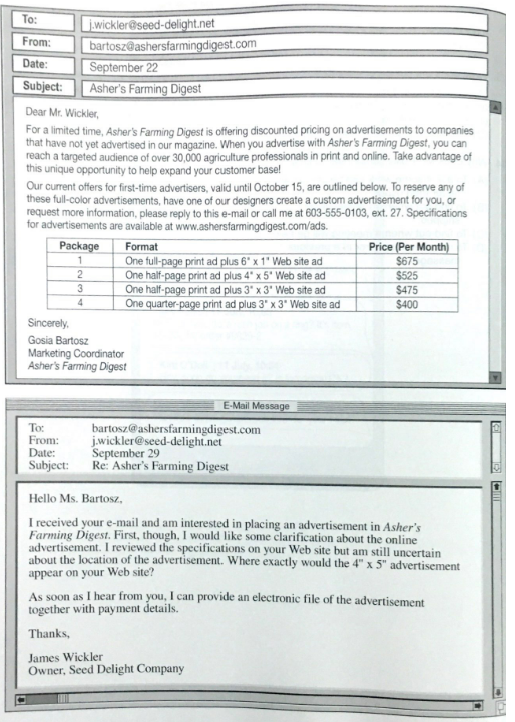 To: j.wickler@seed-delight.net
From: bartosz@ashersfarmingdigest.com
Date: September 22
Subject: Asher's Farming Digest
Dear Mr. Wickler,
For a limited time, Asher's Farming Digest is offering discounted pricing on advertisements to companies
that have not yet advertised in our magazine. When you advertise with Asher's Farming Digest, you can
reach a targeted audience of over 30,000 agriculture professionals in print and online. Take advantage of
this unique opportunity to help expand your customer base!
Our current offers for first-time advertisers, valid until October 15, are outlined below. To reserve any of
these full-color advertisements, have one of our designers create a custom advertisement for you, or
request more information, please reply to this e-mail or call me at 603-555-0103, ext. 27. Specifications
for advertisements are available at www.ashersfarmingdigest.com/ads.
Package Format Price (Per Month)
1 One full-page print ad plus 6" x 1" Web site ad $675
2 One half-page print ad plus 4" x 5" Web site ad $525
3 One half-page print ad plus 3" x 3" Web site ad $475
4 One quarter-page print ad plus 3" x 3" Web site ad $400
Sincerely,
Gosia Bartosz
Marketing Coordinator
Asher's Farming Digest
E-Mail Message
To: bartosz@ashersfarmingdigest.com
From: j.wickler@seed-delight.net
Date: September 29
Subject: Re: Asher's Farming Digest
Hello Ms. Bartosz,
I received your e-mail and am interested in placing an advertisement in Asher's
Farming Digest. First, though, I would like some clarification about the online
advertisement. I reviewed the specifications on your Web site but am still uncertain
about the location of the advertisement. Where exactly would the 4" x 5" advertisement
appear on your Web site?
As soon as I hear from you, I can provide an electronic file of the advertisement
together with payment details.
Thanks,
James Wickler
Owner, Seed Delight Company